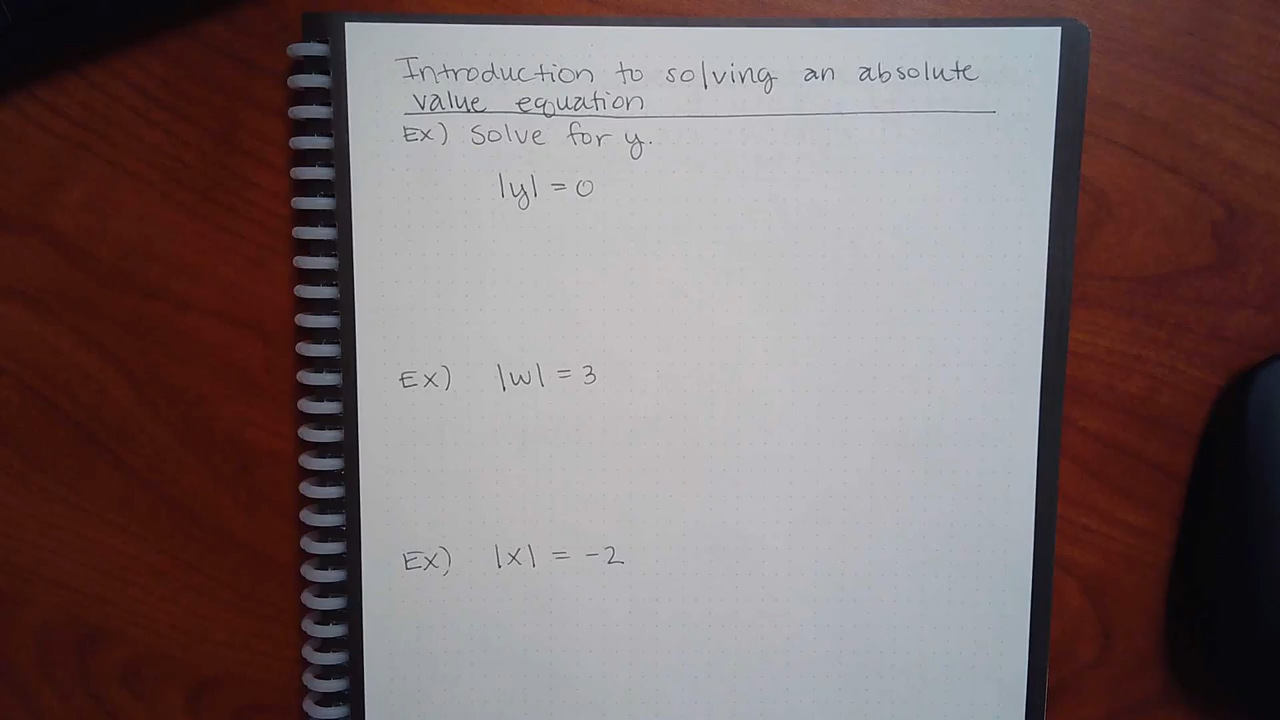 Introduction to solving an absolute
value equation
Ex) Solve for y.
|y| = 0
Ex) |w| = 3
Ex) |x| = -2